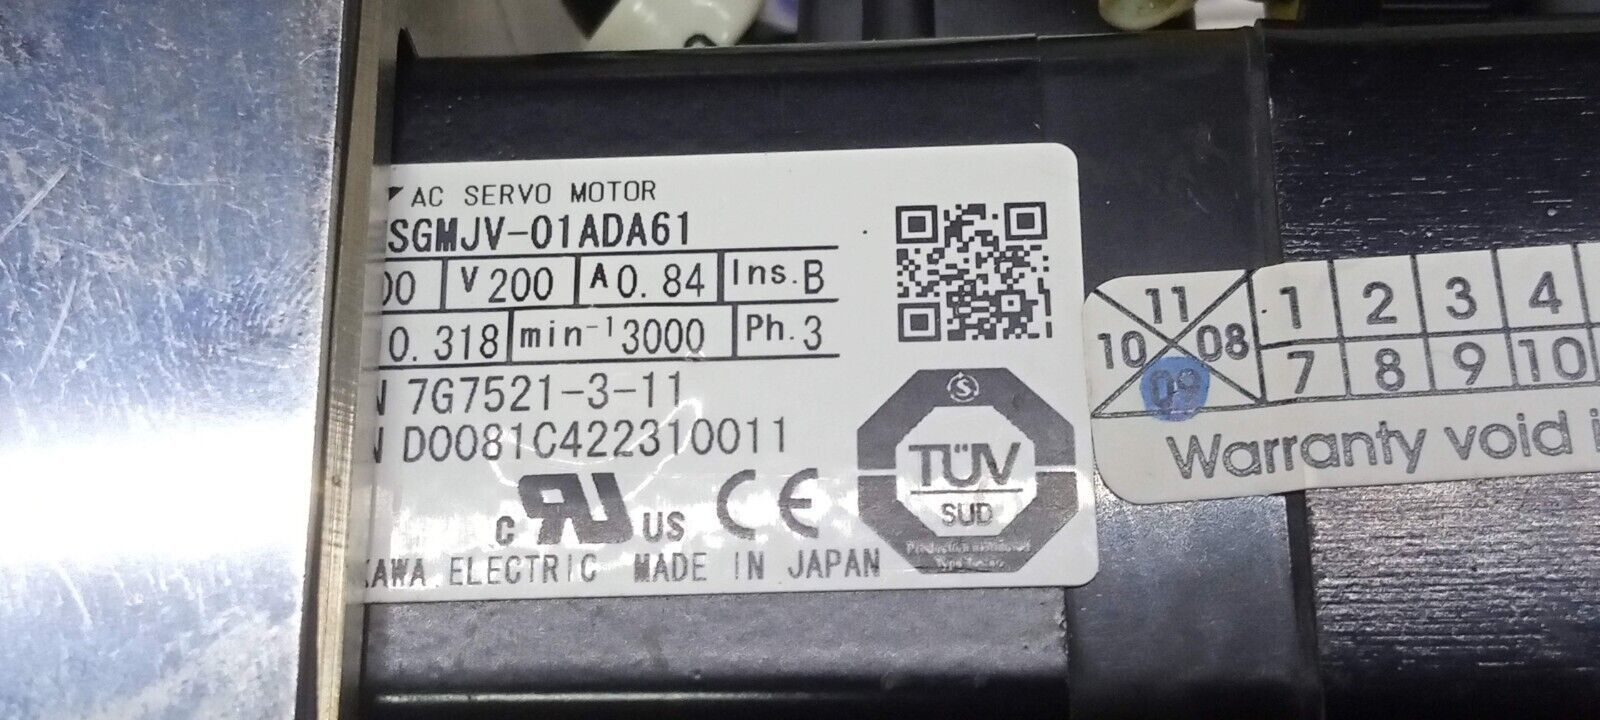 AC SERVO MOTOR
SGMJV-01ADA61
00 V 200 A 0.84 Ins. B
0.318 min-1 3000 Ph. 3
N 7G7521-3-11
N D0081C422310011
c RU US CE
KAWA ELECTRIC MADE IN JAPAN
TÜV
SUD
11
10 08
09
1 2 3 4
7 8 9 10
Warranty void i